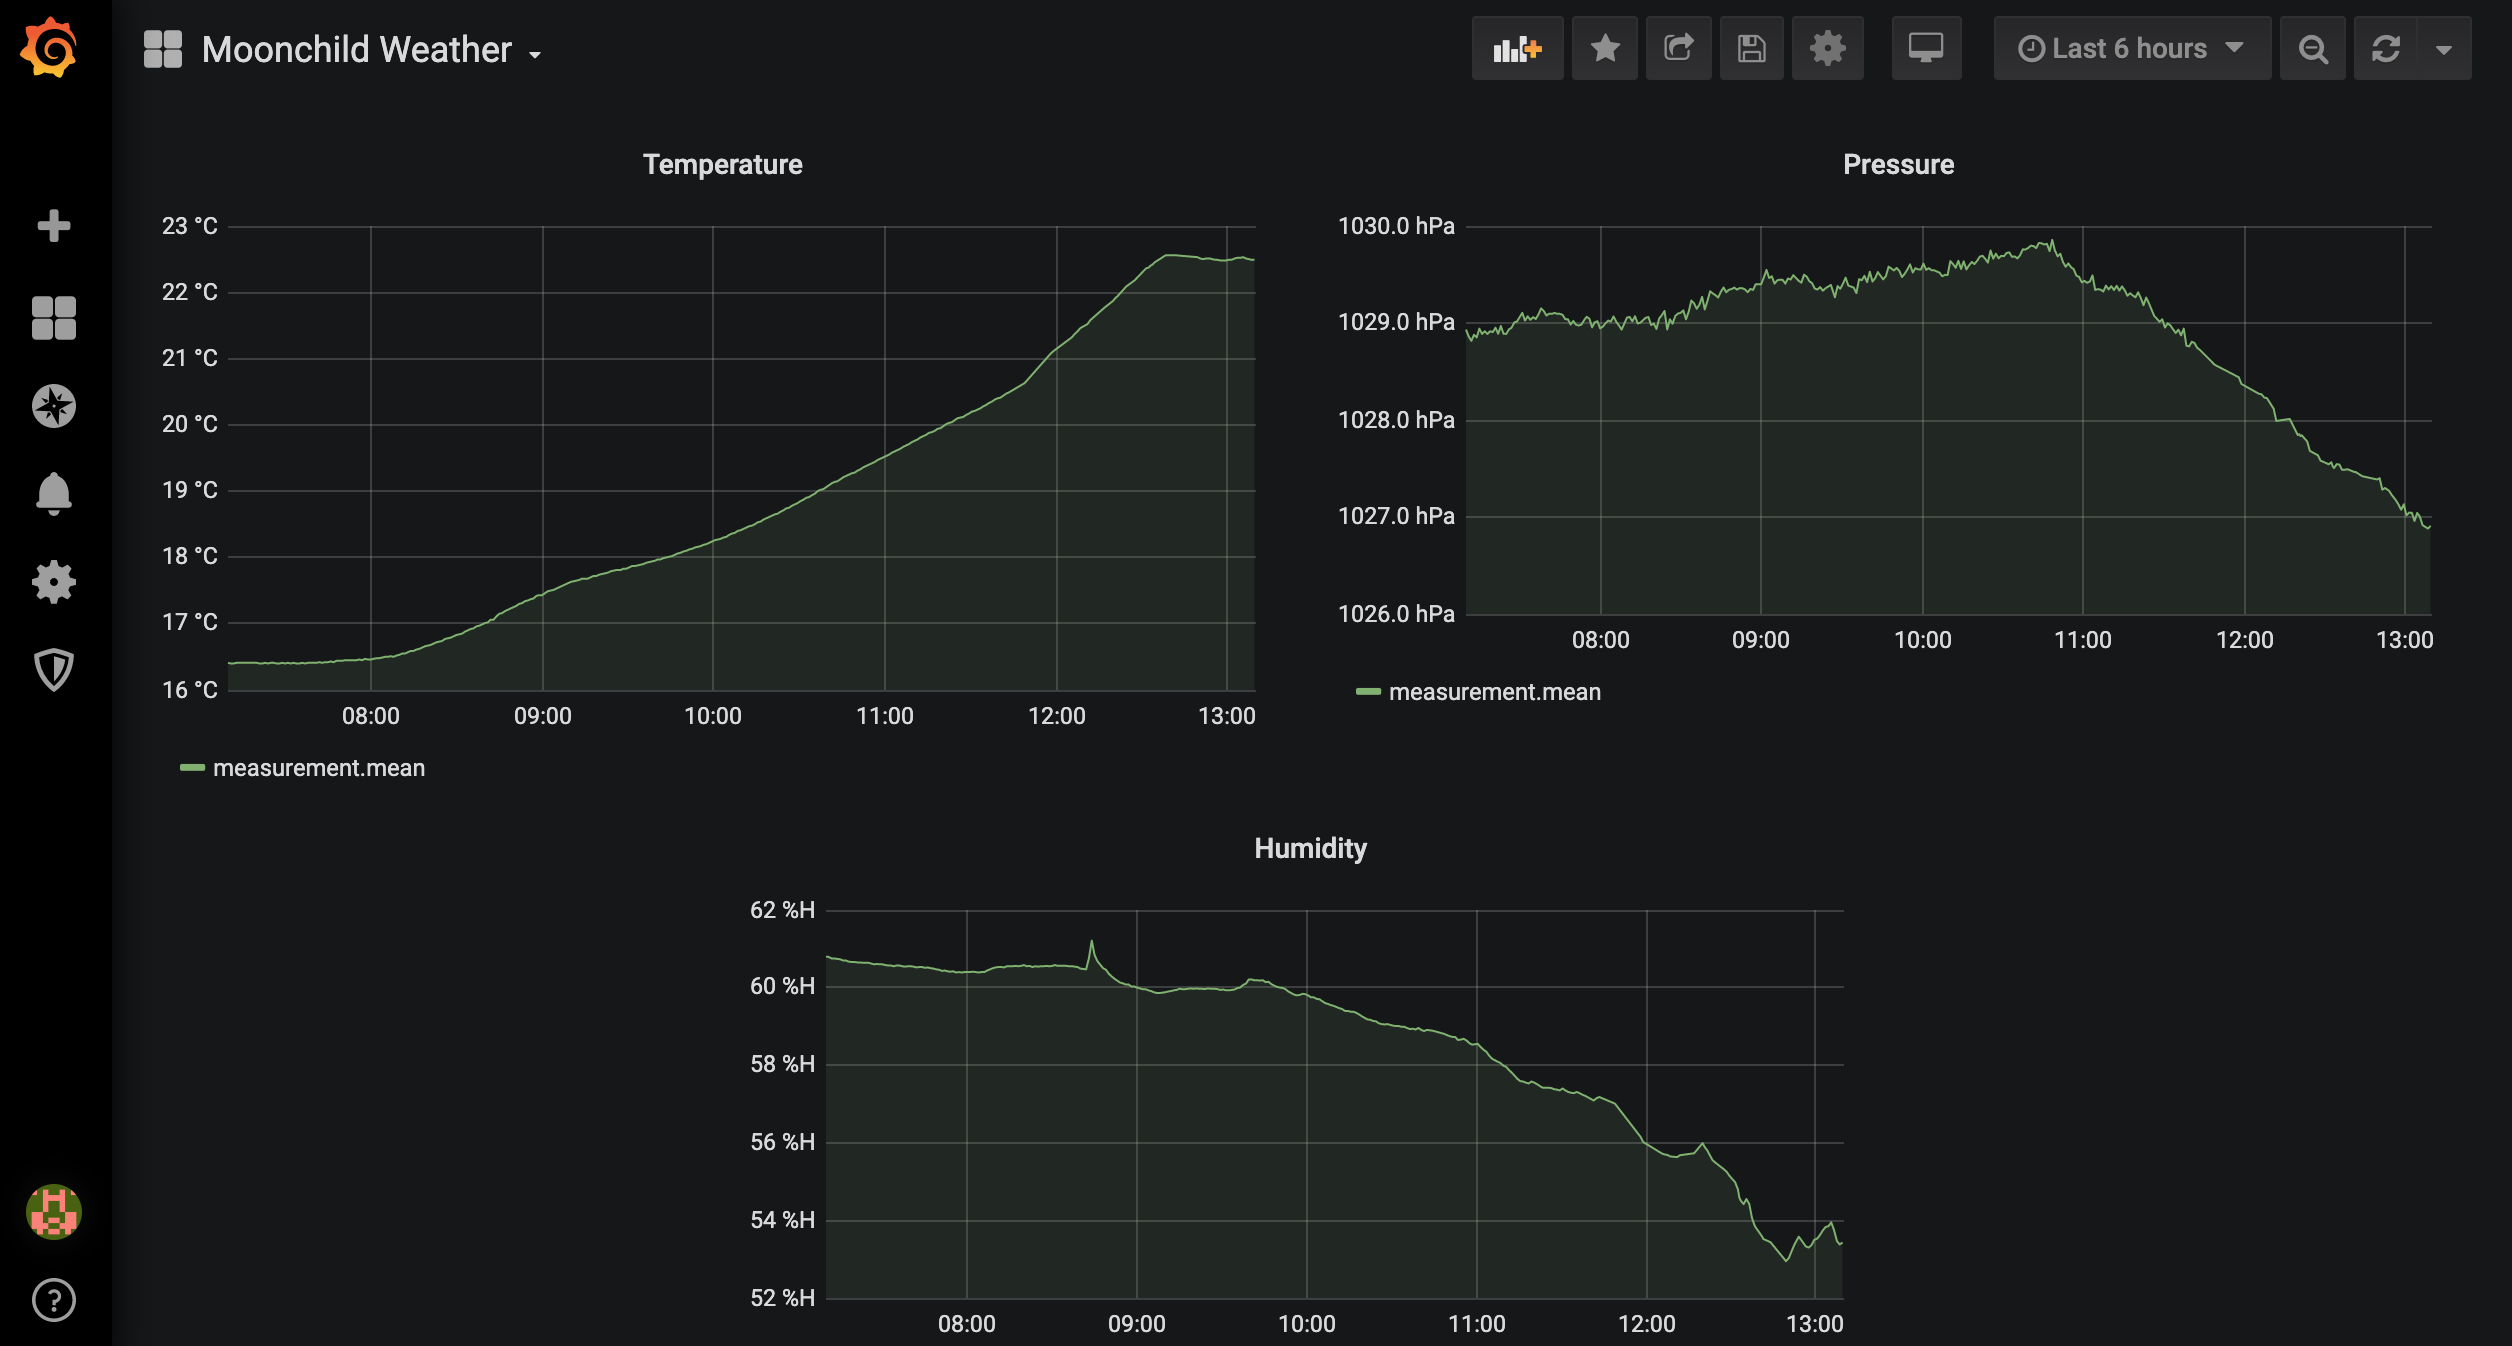 Moonchild Weather
Last 6 hours
Temperature
23 °C
22 °C
21 °C
20 °C
19 °C
18 °C
17 °C
16 °C
08:00 09:00 10:00 11:00 12:00 13:00
measurement.mean
Pressure
1030.0 hPa
1029.0 hPa
1028.0 hPa
1027.0 hPa
1026.0 hPa
08:00 09:00 10:00 11:00 12:00 13:00
measurement.mean
Humidity
62 %H
60 %H
58 %H
56 %H
54 %H
52 %H
08:00 09:00 10:00 11:00 12:00 13:00